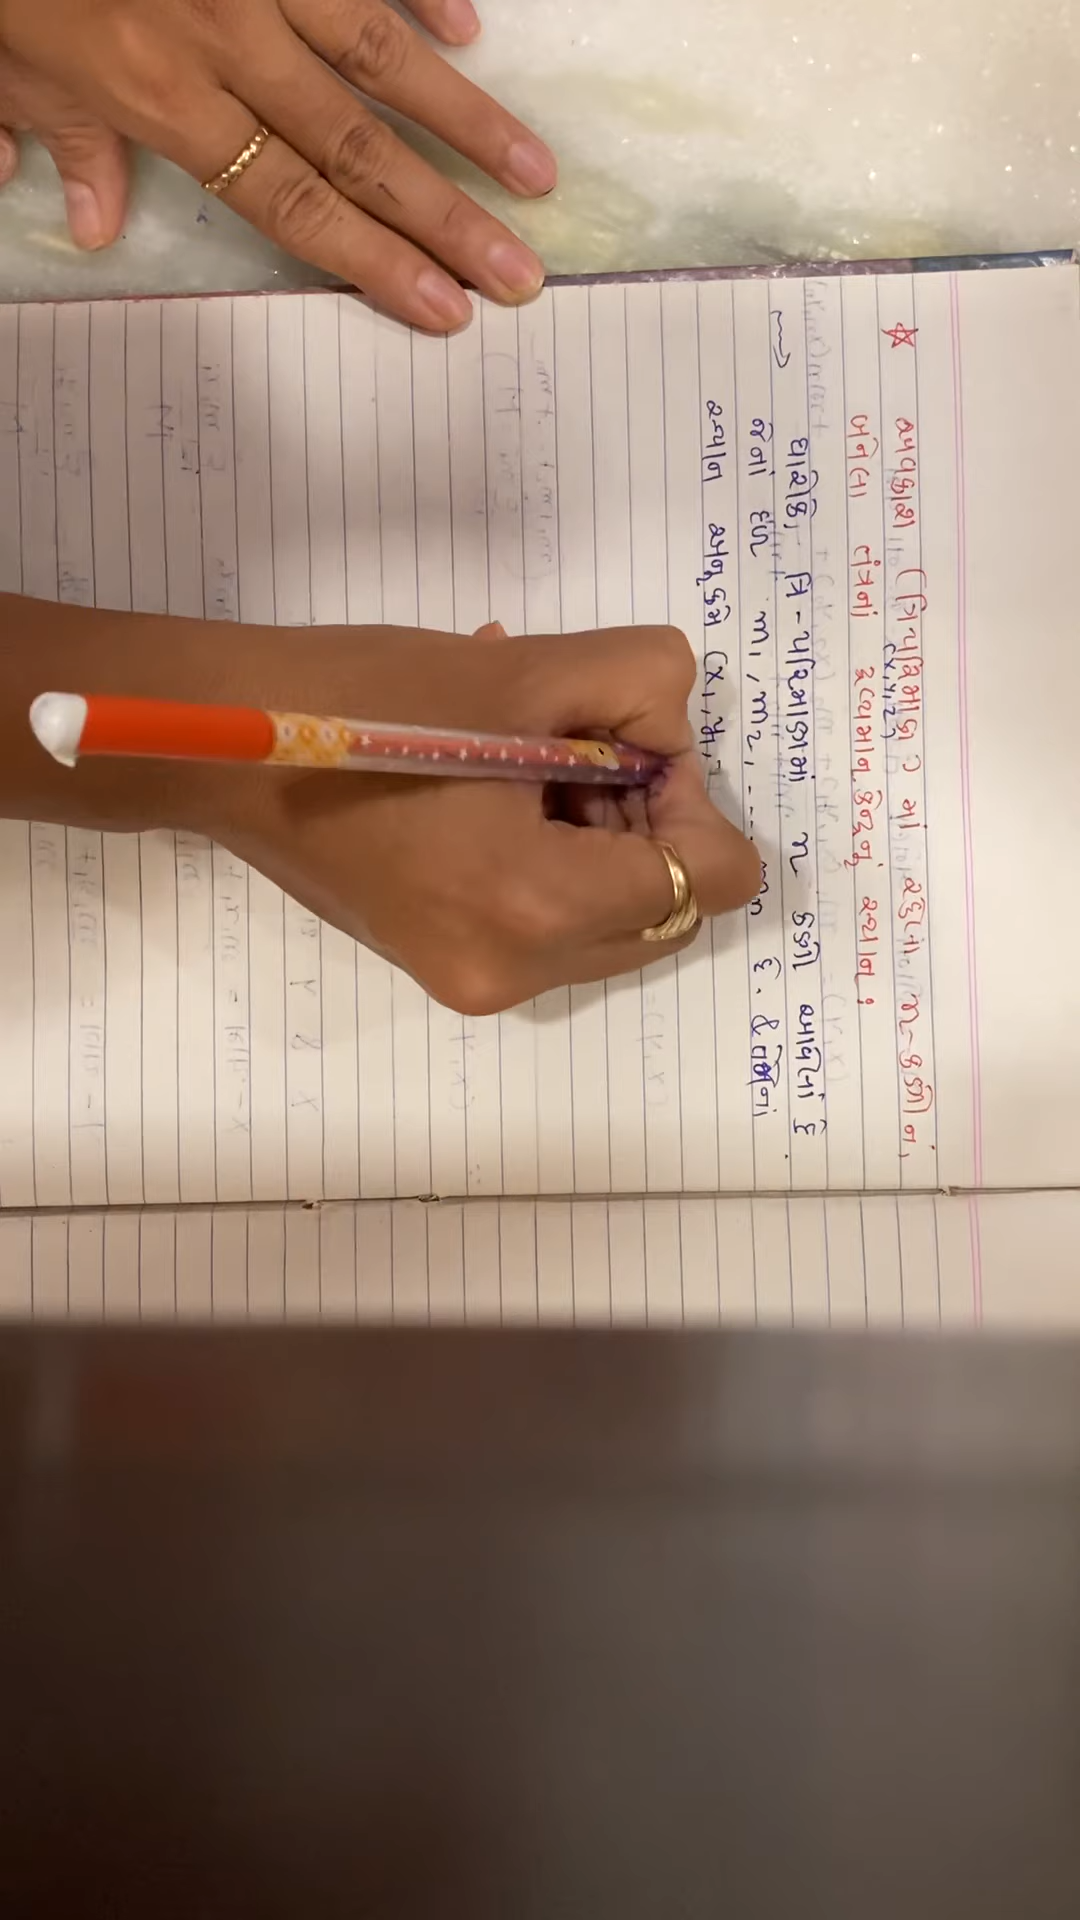 ☆ અવકાશ (ત્રિપરિમાણ) માં રહેલા n-કણોનાં,
(x,y,z)
બનેલા તંત્રનાં દ્રવ્યમાન કેન્દ્રનું સ્થાન :
→ ધારોકે, ત્રિ-પરિમાણમાં n કણો આવેલાં છે.
જેનાં દળ m1, m2, ---- mn છે. જેમનાં
સ્થાન અનુક્રમે (x1, y1,